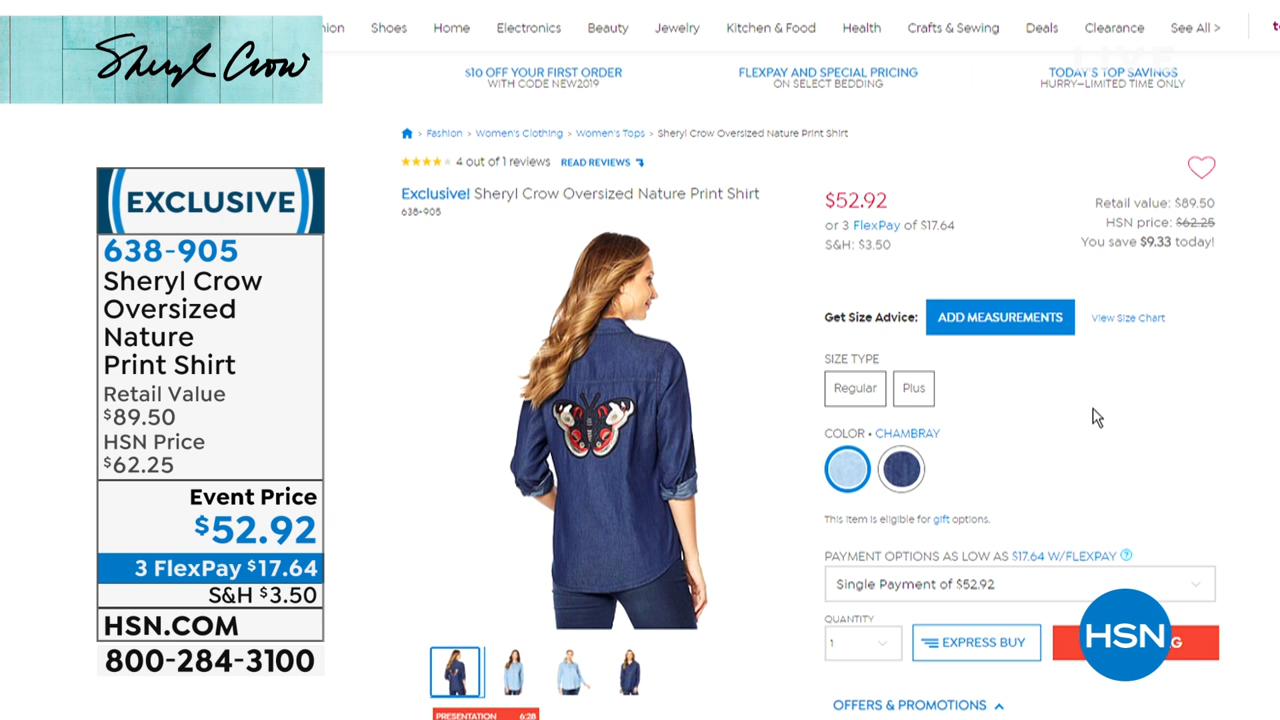 Sheryl Crow
Shoes Home Electronics Beauty Jewelry Kitchen & Food Health Crafts & Sewing Deals Clearance See All >
LIVE
$10 OFF YOUR FIRST ORDER
WITH CODE NEW2019
FLEXPAY AND SPECIAL PRICING
ON SELECT BEDDING
TODAY'S TOP SAVINGS
HURRY—LIMITED TIME ONLY
> Fashion > Women's Clothing > Women's Tops > Sheryl Crow Oversized Nature Print Shirt
4 out of 1 reviews READ REVIEWS
Exclusive! Sheryl Crow Oversized Nature Print Shirt
638-905
EXCLUSIVE
638-905
Sheryl Crow
Oversized
Nature
Print Shirt
Retail Value
$89.50
HSN Price
$62.25
Event Price
$52.92
3 FlexPay $17.64
S&H $3.50
HSN.COM
800-284-3100
$52.92
or 3 FlexPay of $17.64
S&H: $3.50
Retail value: $89.50
HSN price: $62.25
You save $9.33 today!
Get Size Advice: ADD MEASUREMENTS View Size Chart
SIZE TYPE
Regular Plus
COLOR • CHAMBRAY
This item is eligible for gift options.
PAYMENT OPTIONS AS LOW AS $17.64 W/FLEXPAY ?
Single Payment of $52.92
QUANTITY
1
EXPRESS BUY
HSN
OFFERS & PROMOTIONS
PRESENTATION 6:28